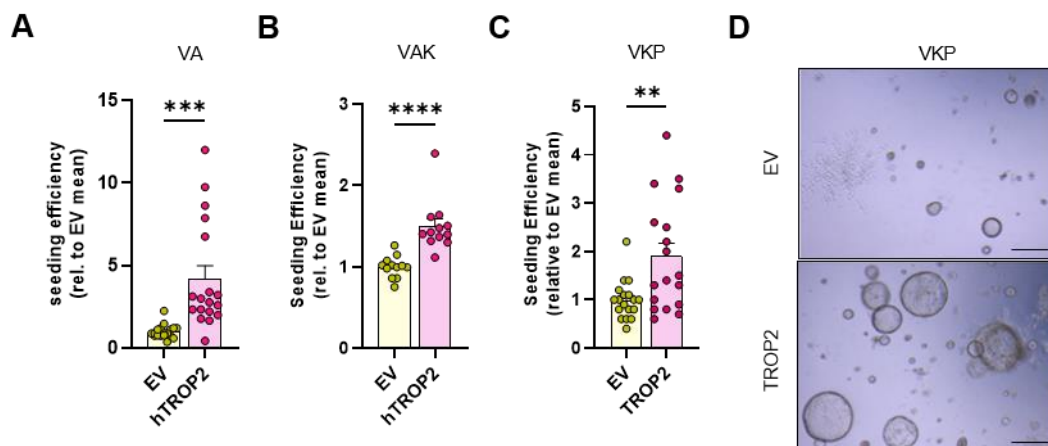 A
VA
***
15
10
5
0
seeding efficiency
(rel. to EV mean)
EV
hTROP2
B
VAK
****
3
2
1
0
Seeding Efficiency
(rel. to EV mean)
EV
hTROP2
C
VKP
**
5
4
3
2
1
0
Seeding Efficiency
(relative to EV mean)
EV
TROP2
D
VKP
EV
TROP2